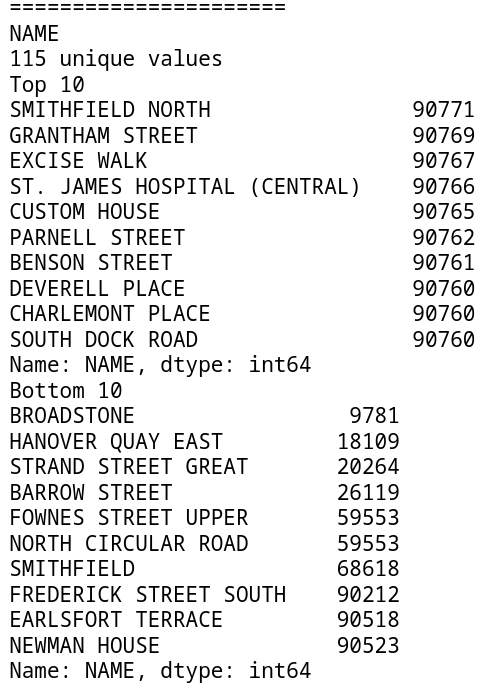 ======================
NAME
115 unique values
Top 10
SMITHFIELD NORTH                90771
GRANTHAM STREET                 90769
EXCISE WALK                     90767
ST. JAMES HOSPITAL (CENTRAL)    90766
CUSTOM HOUSE                    90765
PARNELL STREET                  90762
BENSON STREET                   90761
DEVERELL PLACE                  90760
CHARLEMONT PLACE                90760
SOUTH DOCK ROAD                 90760
Name: NAME, dtype: int64
Bottom 10
BROADSTONE                 9781
HANOVER QUAY EAST         18109
STRAND STREET GREAT       20264
BARROW STREET             26119
FOWNES STREET UPPER       59553
NORTH CIRCULAR ROAD       59553
SMITHFIELD                68618
FREDERICK STREET SOUTH    90212
EARLSFORT TERRACE         90518
NEWMAN HOUSE              90523
Name: NAME, dtype: int64